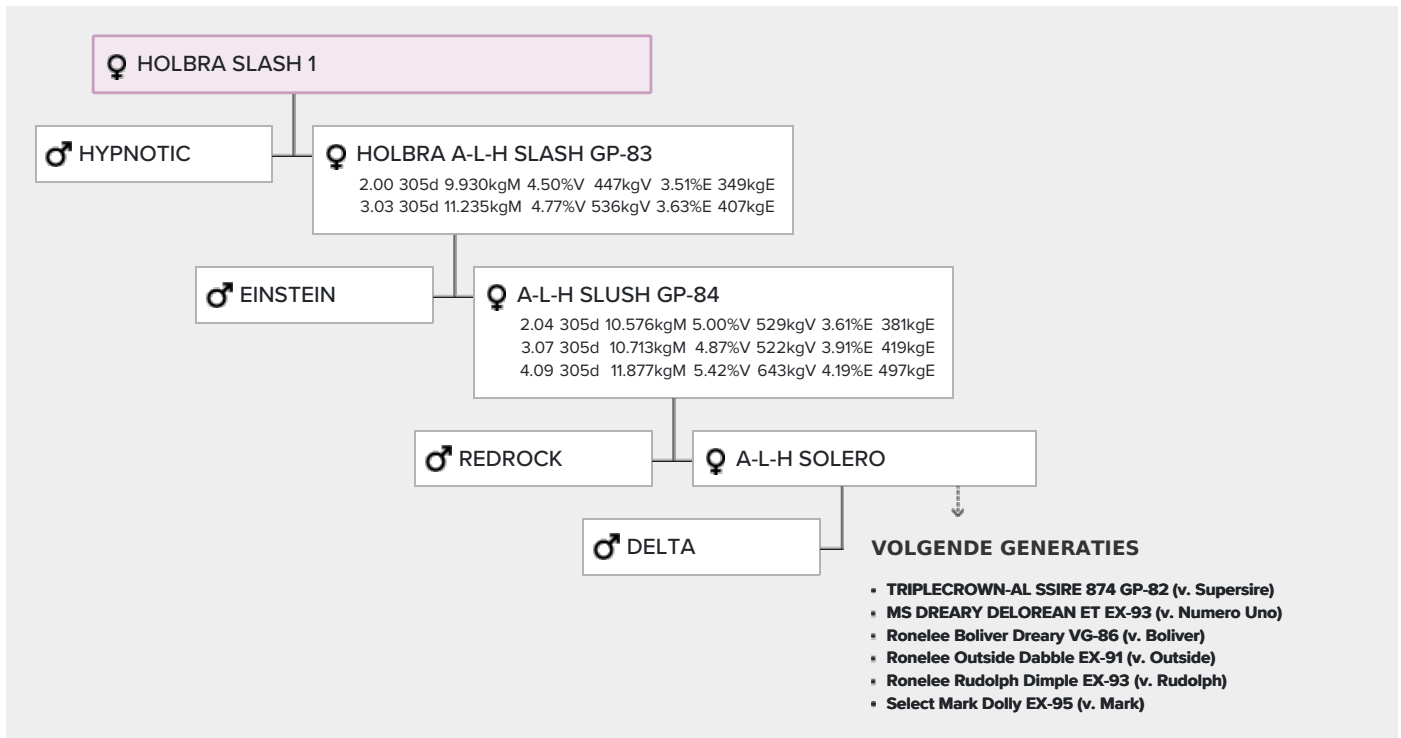 HOLBRA SLASH 1
HYPNOTIC
HOLBRA A-L-H SLASH GP-83
2.00 305d 9.930kgM 4.50%V 447kgV 3.51%E 349kgE
3.03 305d 11.235kgM 4.77%V 536kgV 3.63%E 407kgE
EINSTEIN
A-L-H SLUSH GP-84
2.04 305d 10.576kgM 5.00%V 529kgV 3.61%E 381kgE
3.07 305d 10.713kgM 4.87%V 522kgV 3.91%E 419kgE
4.09 305d 11.877kgM 5.42%V 643kgV 4.19%E 497kgE
REDROCK
A-L-H SOLERO
DELTA
VOLGENDE GENERATIES
• TRIPLECROWN-AL SSIRE 874 GP-82 (v. Supersire)
• MS DREARY DELOREAN ET EX-93 (v. Numero Uno)
• Ronelee Boliver Dreary VG-86 (v. Boliver)
• Ronelee Outside Dabble EX-91 (v. Outside)
• Ronelee Rudolph Dimple EX-93 (v. Rudolph)
• Select Mark Dolly EX-95 (v. Mark)